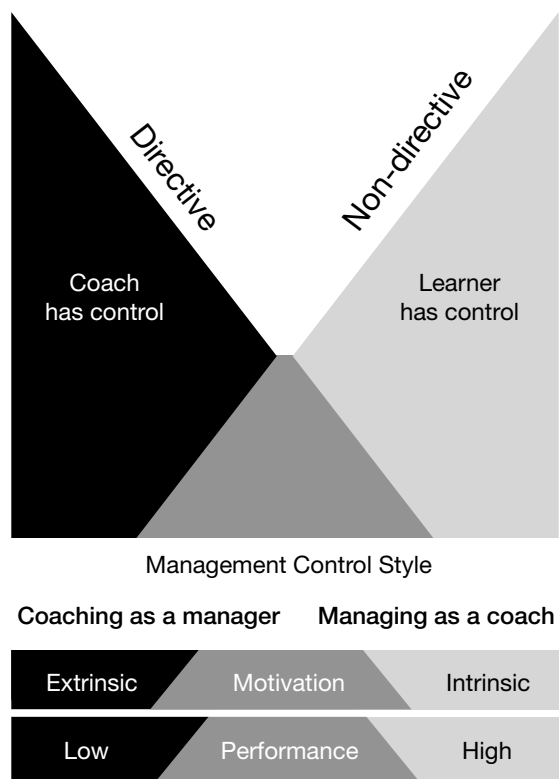 Directive
Non-directive
Coach
has control
Learner
has control
Management Control Style
Coaching as a manager
Managing as a coach
Extrinsic
Motivation
Intrinsic
Low
Performance
High